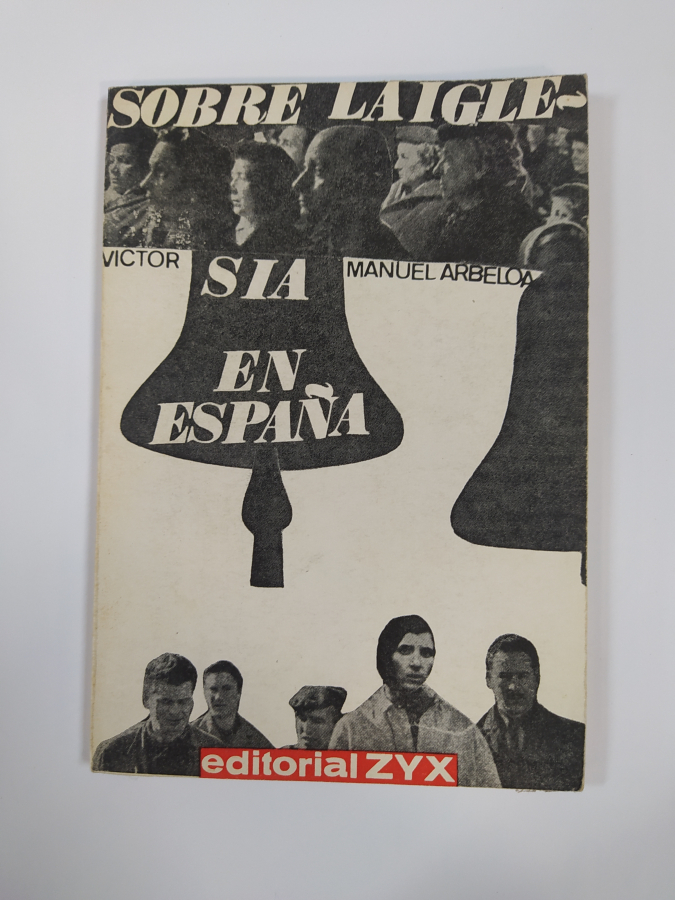 SOBRE LA IGLE~
VICTOR MANUEL ARBELOA
SIA
EN
ESPAÑA
editorial ZYX